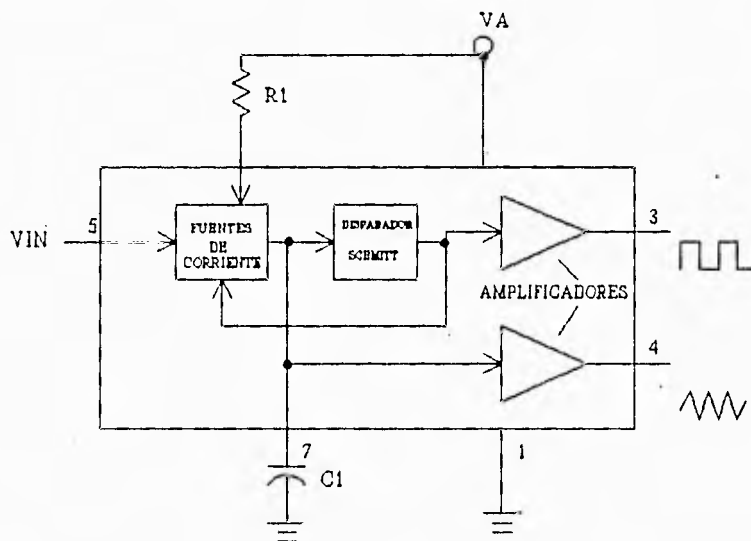 VA
R1
5
VIN
FUENTES
DE
CORRIENTE
DISPARADOR
SCHMITT
3
AMPLIFICADORES
4
7
1
C1